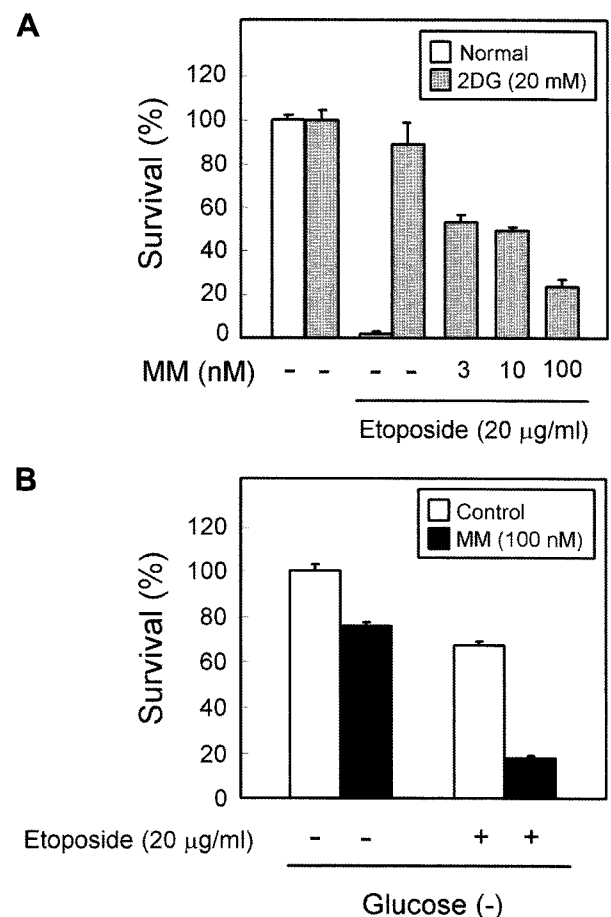 A
Normal
2DG (20 mM)
Survival (%)
120
100
80
60
40
20
0
MM (nM) - - - - 3 10 100
Etoposide (20 μg/ml)
B
Control
MM (100 nM)
Survival (%)
120
100
80
60
40
20
0
Etoposide (20 μg/ml) - - + +
Glucose (-)